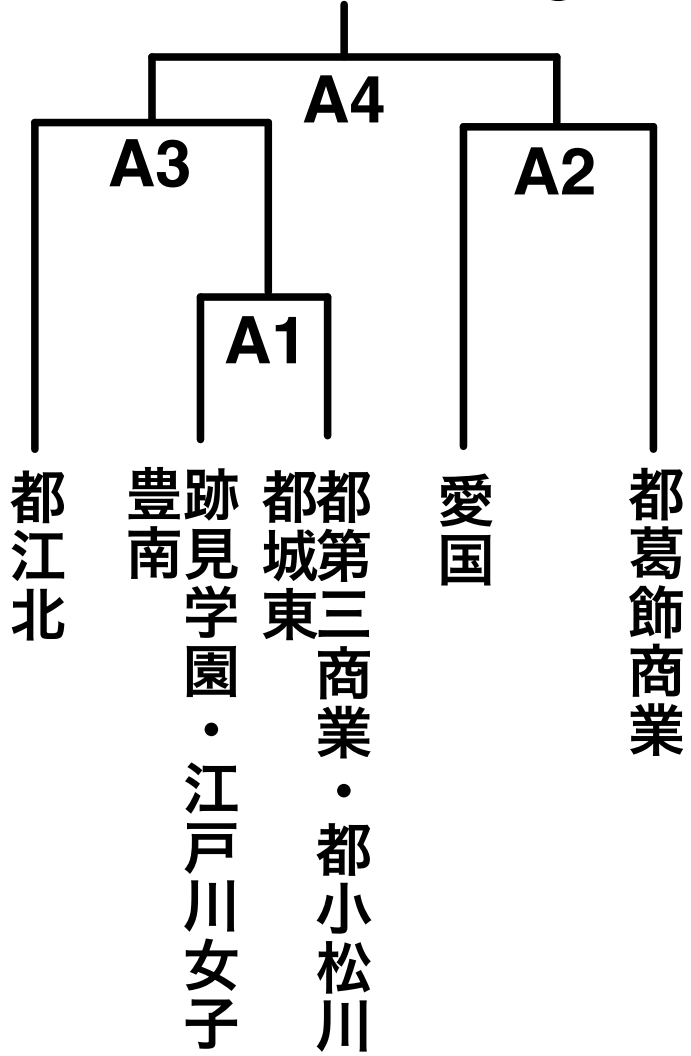 A4
A3
A2
A1
都江北
跡見学園・江戸川女子
豊南
都第三商業・都小松川
都城東
愛国
都葛飾商業